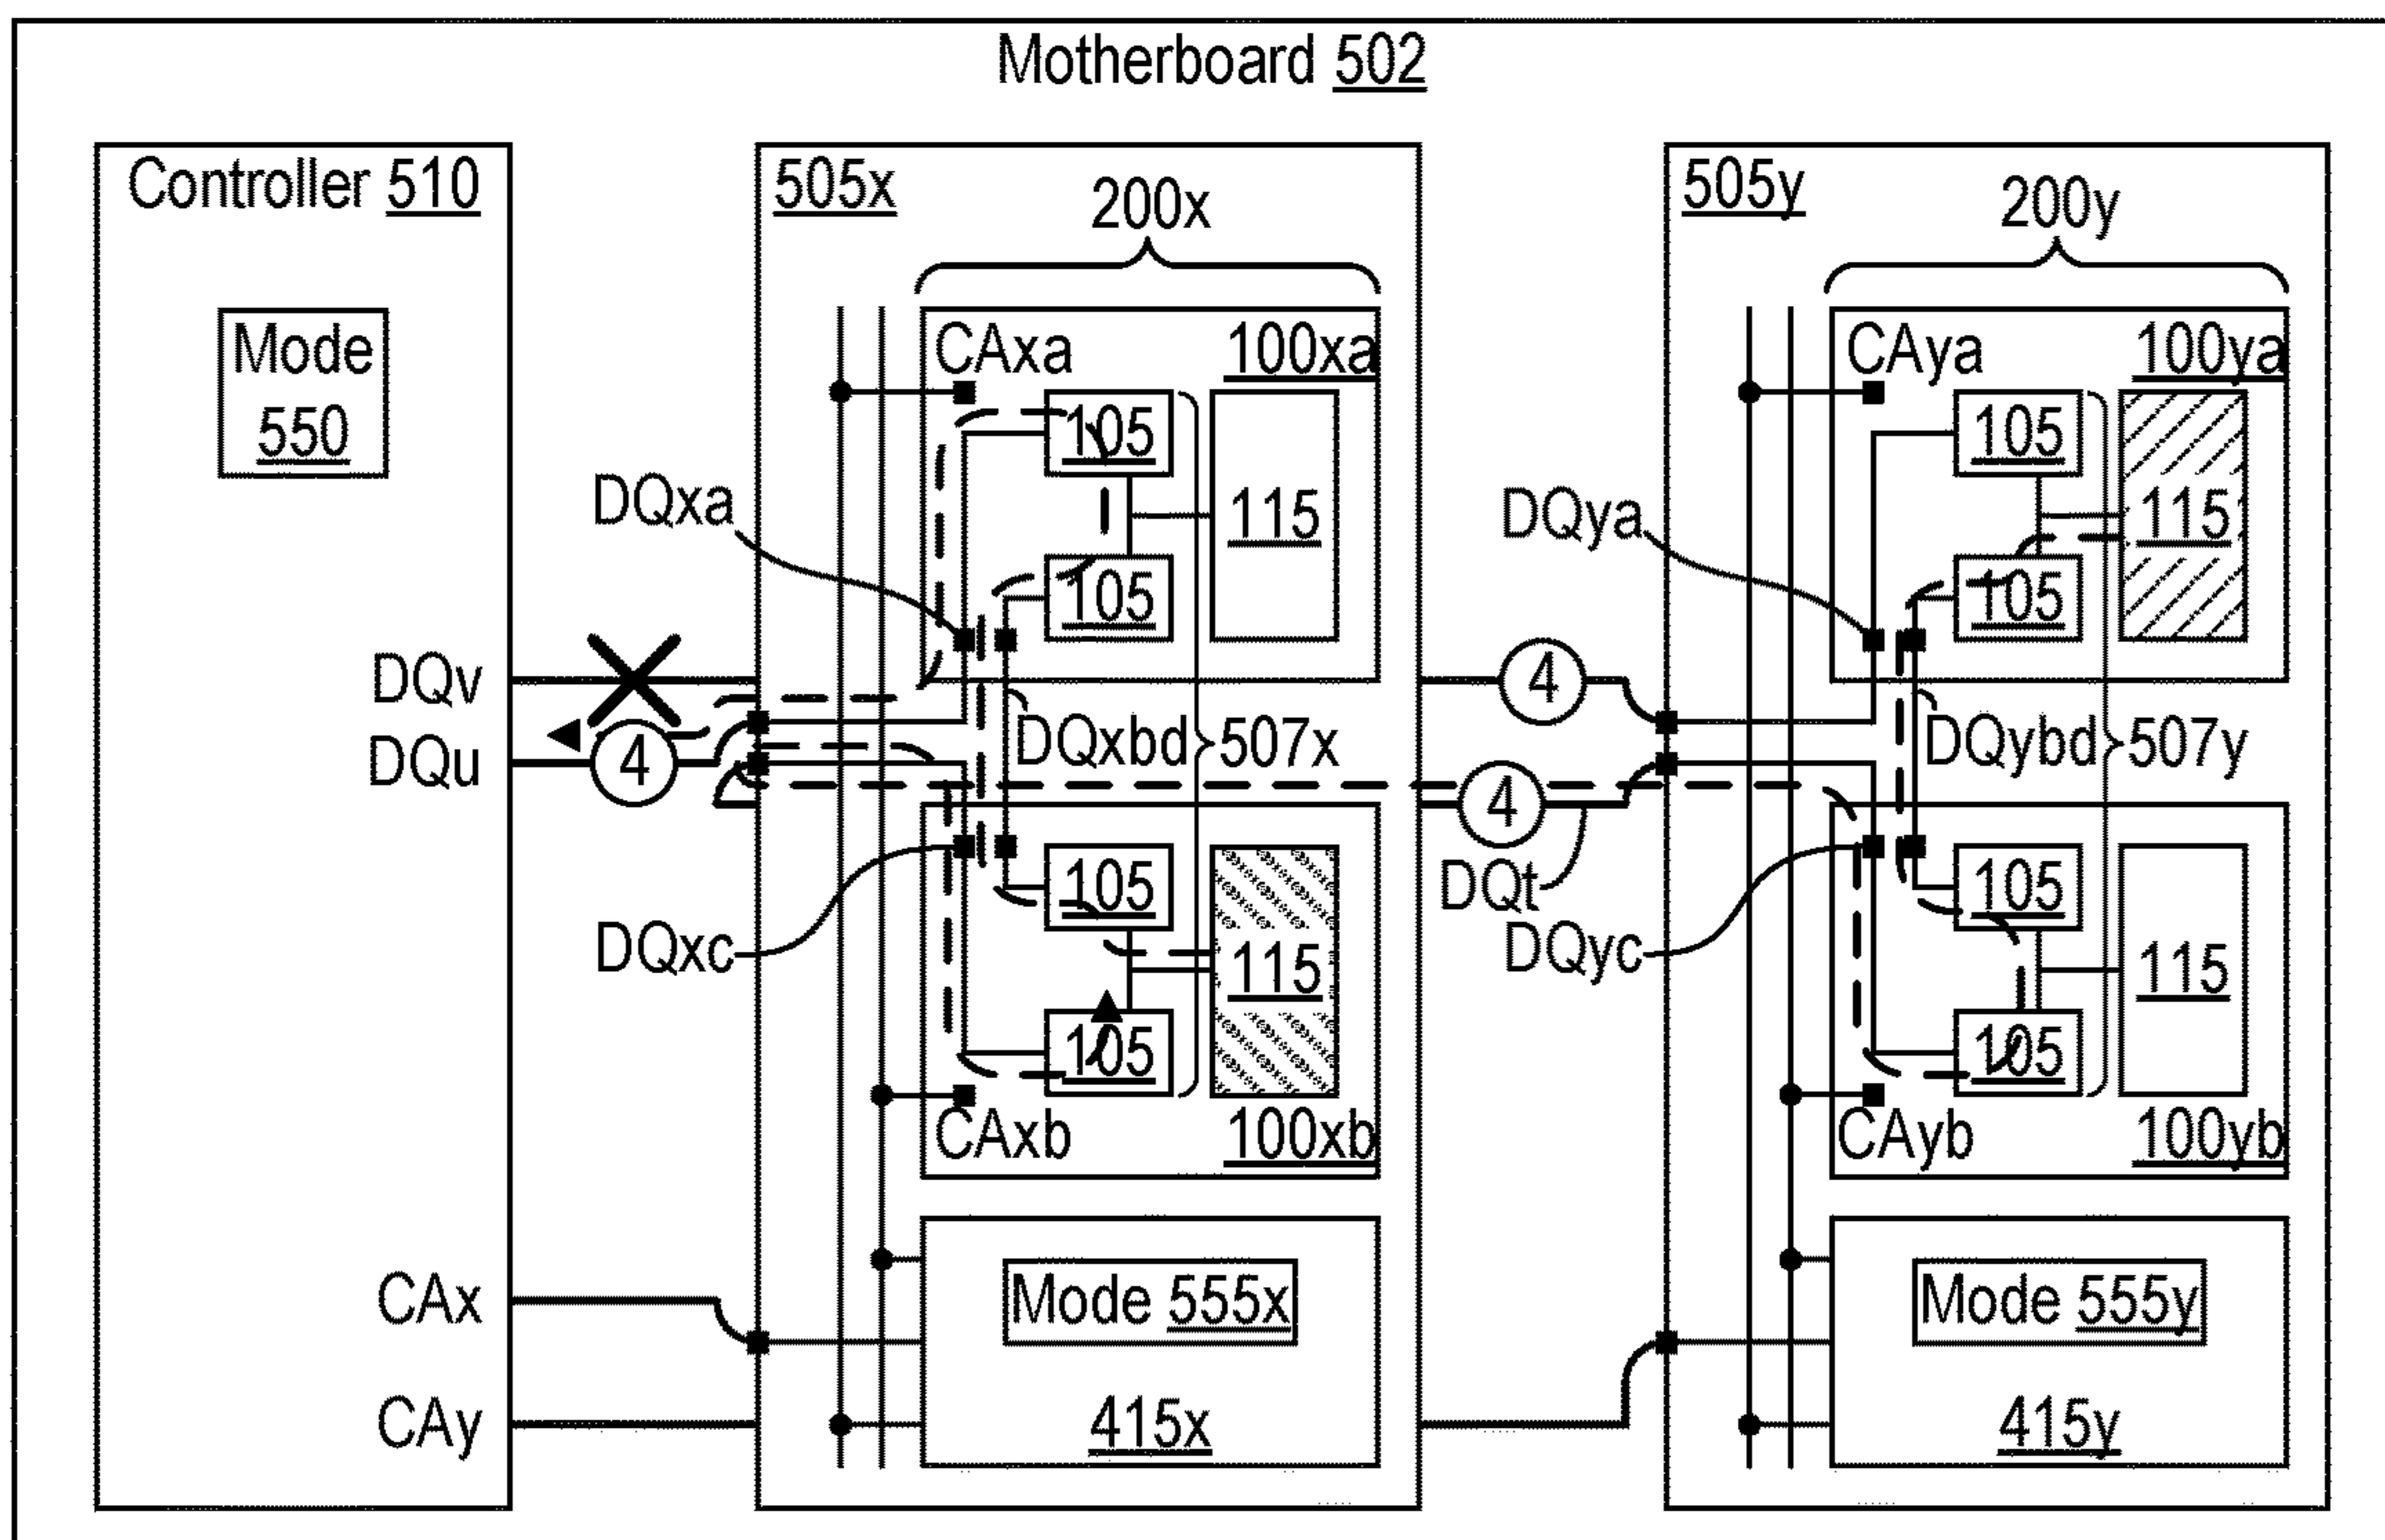 Motherboard 502
Controller 510
Mode
550
DQv
DQu
CAx
CAy
4
505x
200x
CAxa
100xa
105
115
105
DQxa
DQxbd
507x
DQxc
105
115
105
CAxb
100xb
Mode 555x
415x
4
4
DQt
505y
200y
CAya
100ya
105
115
105
DQya
DQybd
507y
DQyc
105
115
105
CAyb
100yb
Mode 555y
415y